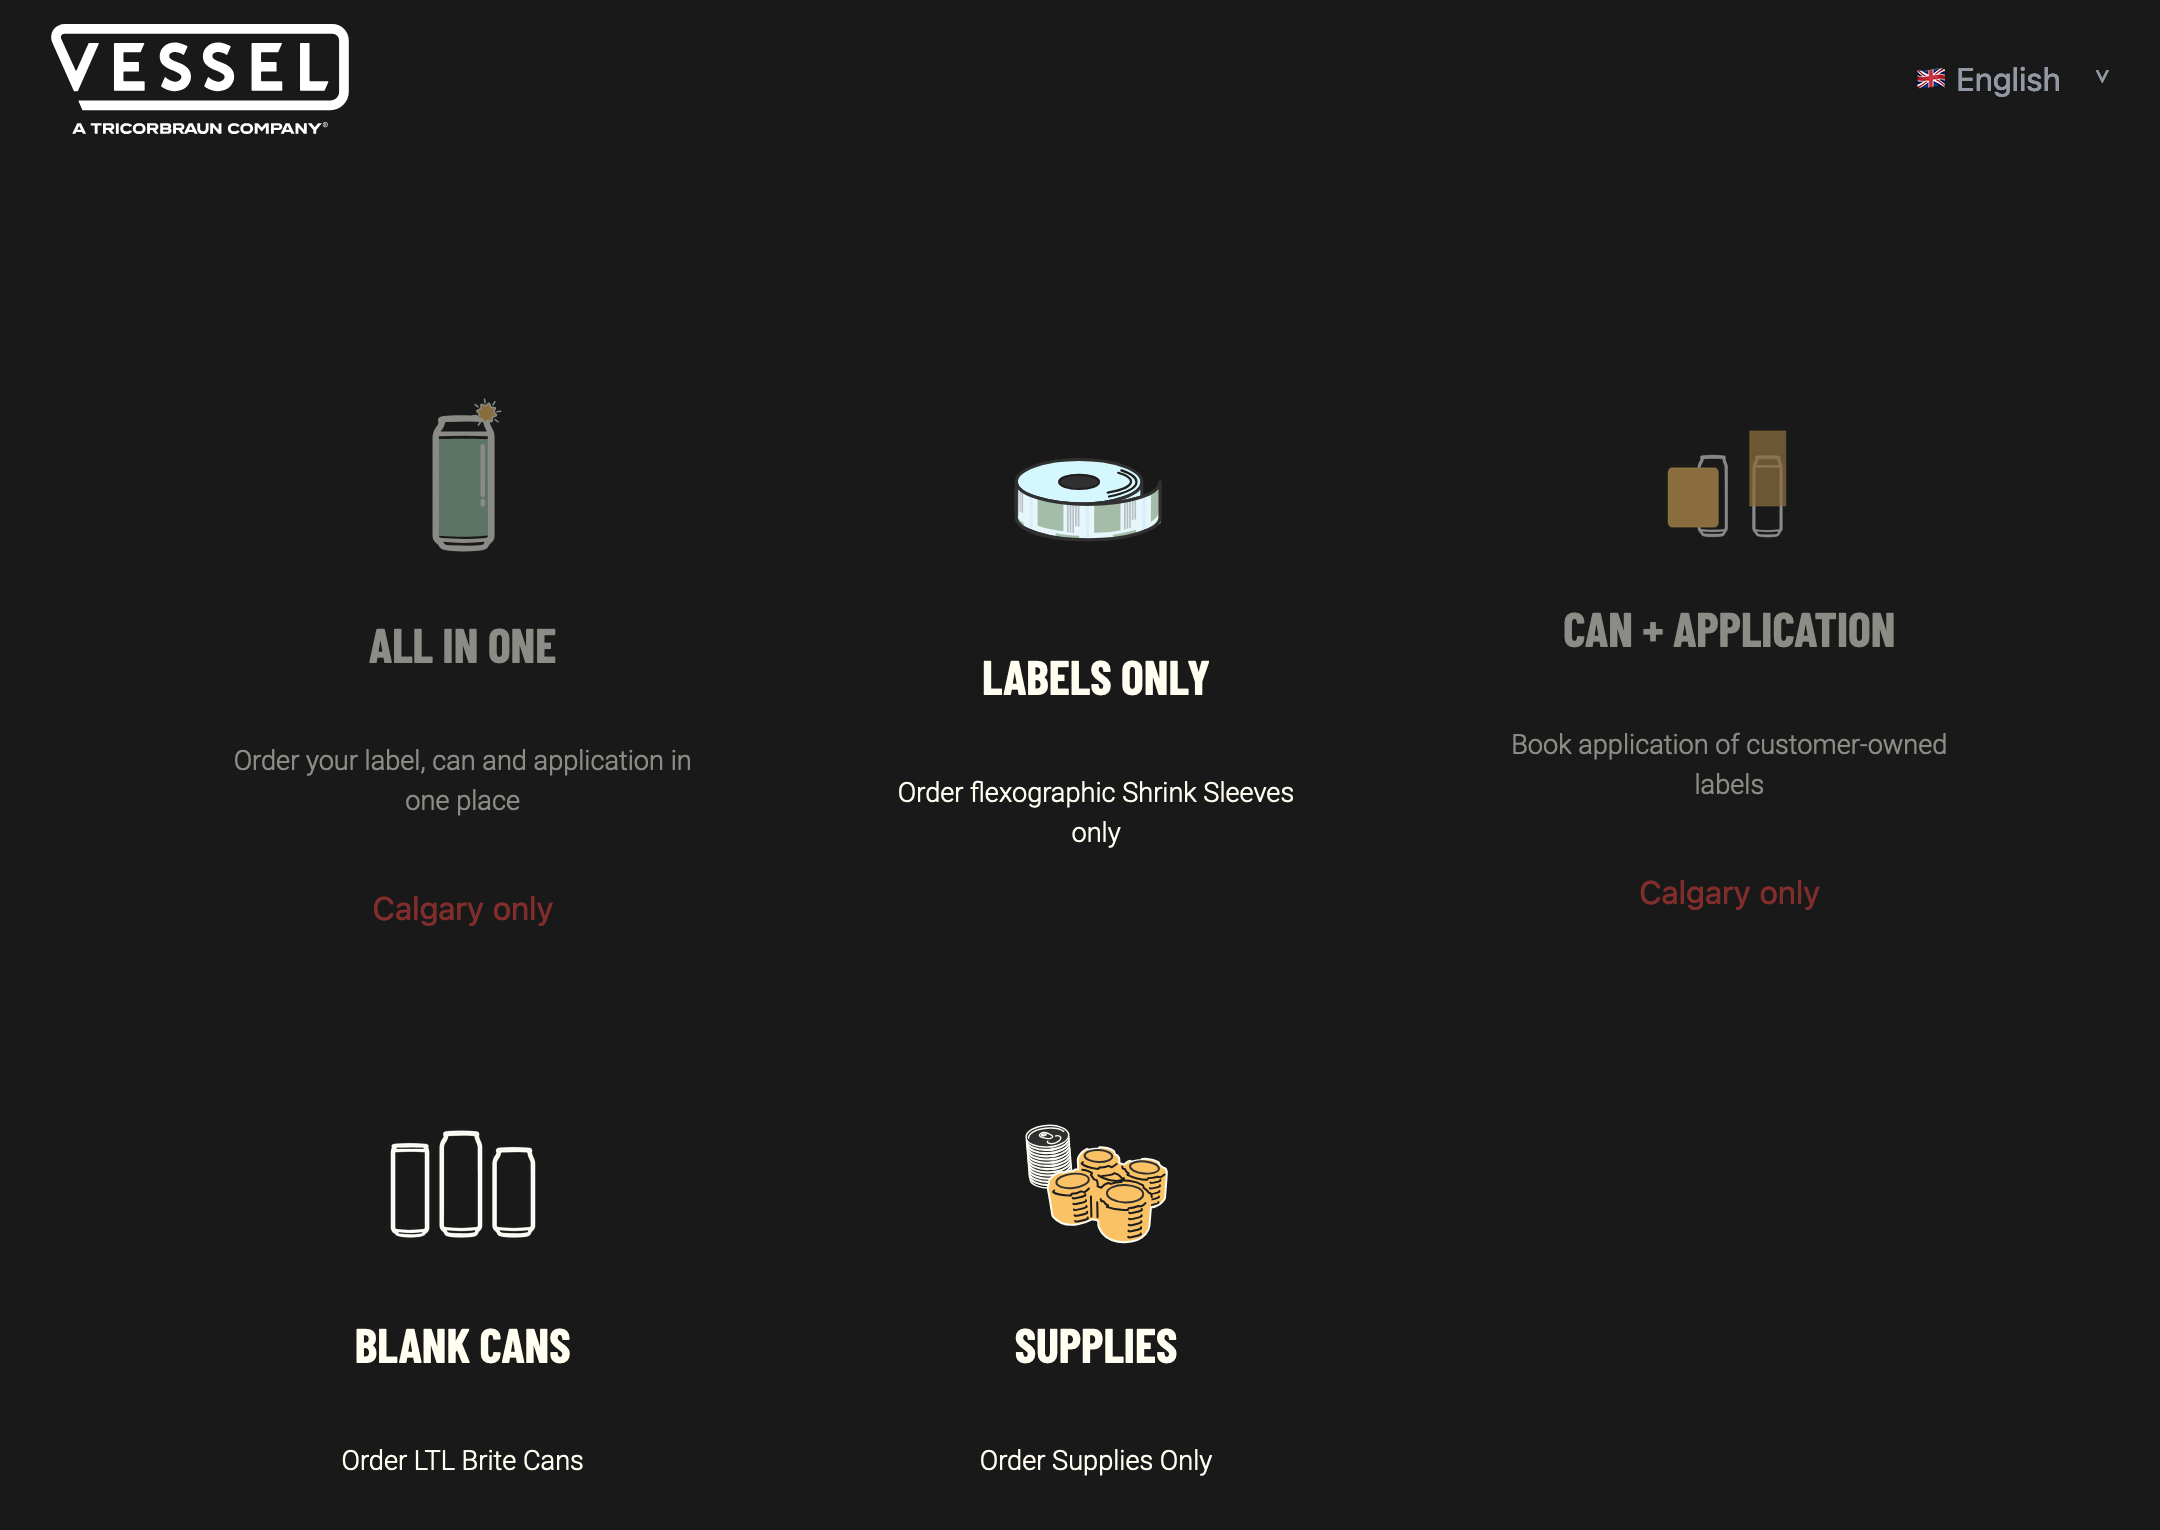 VESSEL
A TRICORBRAUN COMPANY®
English
ALL IN ONE
Order your label, can and application in
one place
Calgary only
LABELS ONLY
Order flexographic Shrink Sleeves
only
CAN + APPLICATION
Book application of customer-owned
labels
Calgary only
BLANK CANS
Order LTL Brite Cans
SUPPLIES
Order Supplies Only